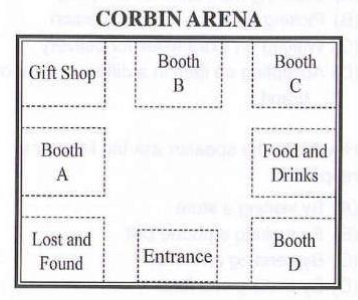 CORBIN ARENA
Gift Shop
Booth
B
Booth
C
Booth
A
Food and
Drinks
Lost and
Found
Entrance
Booth
D